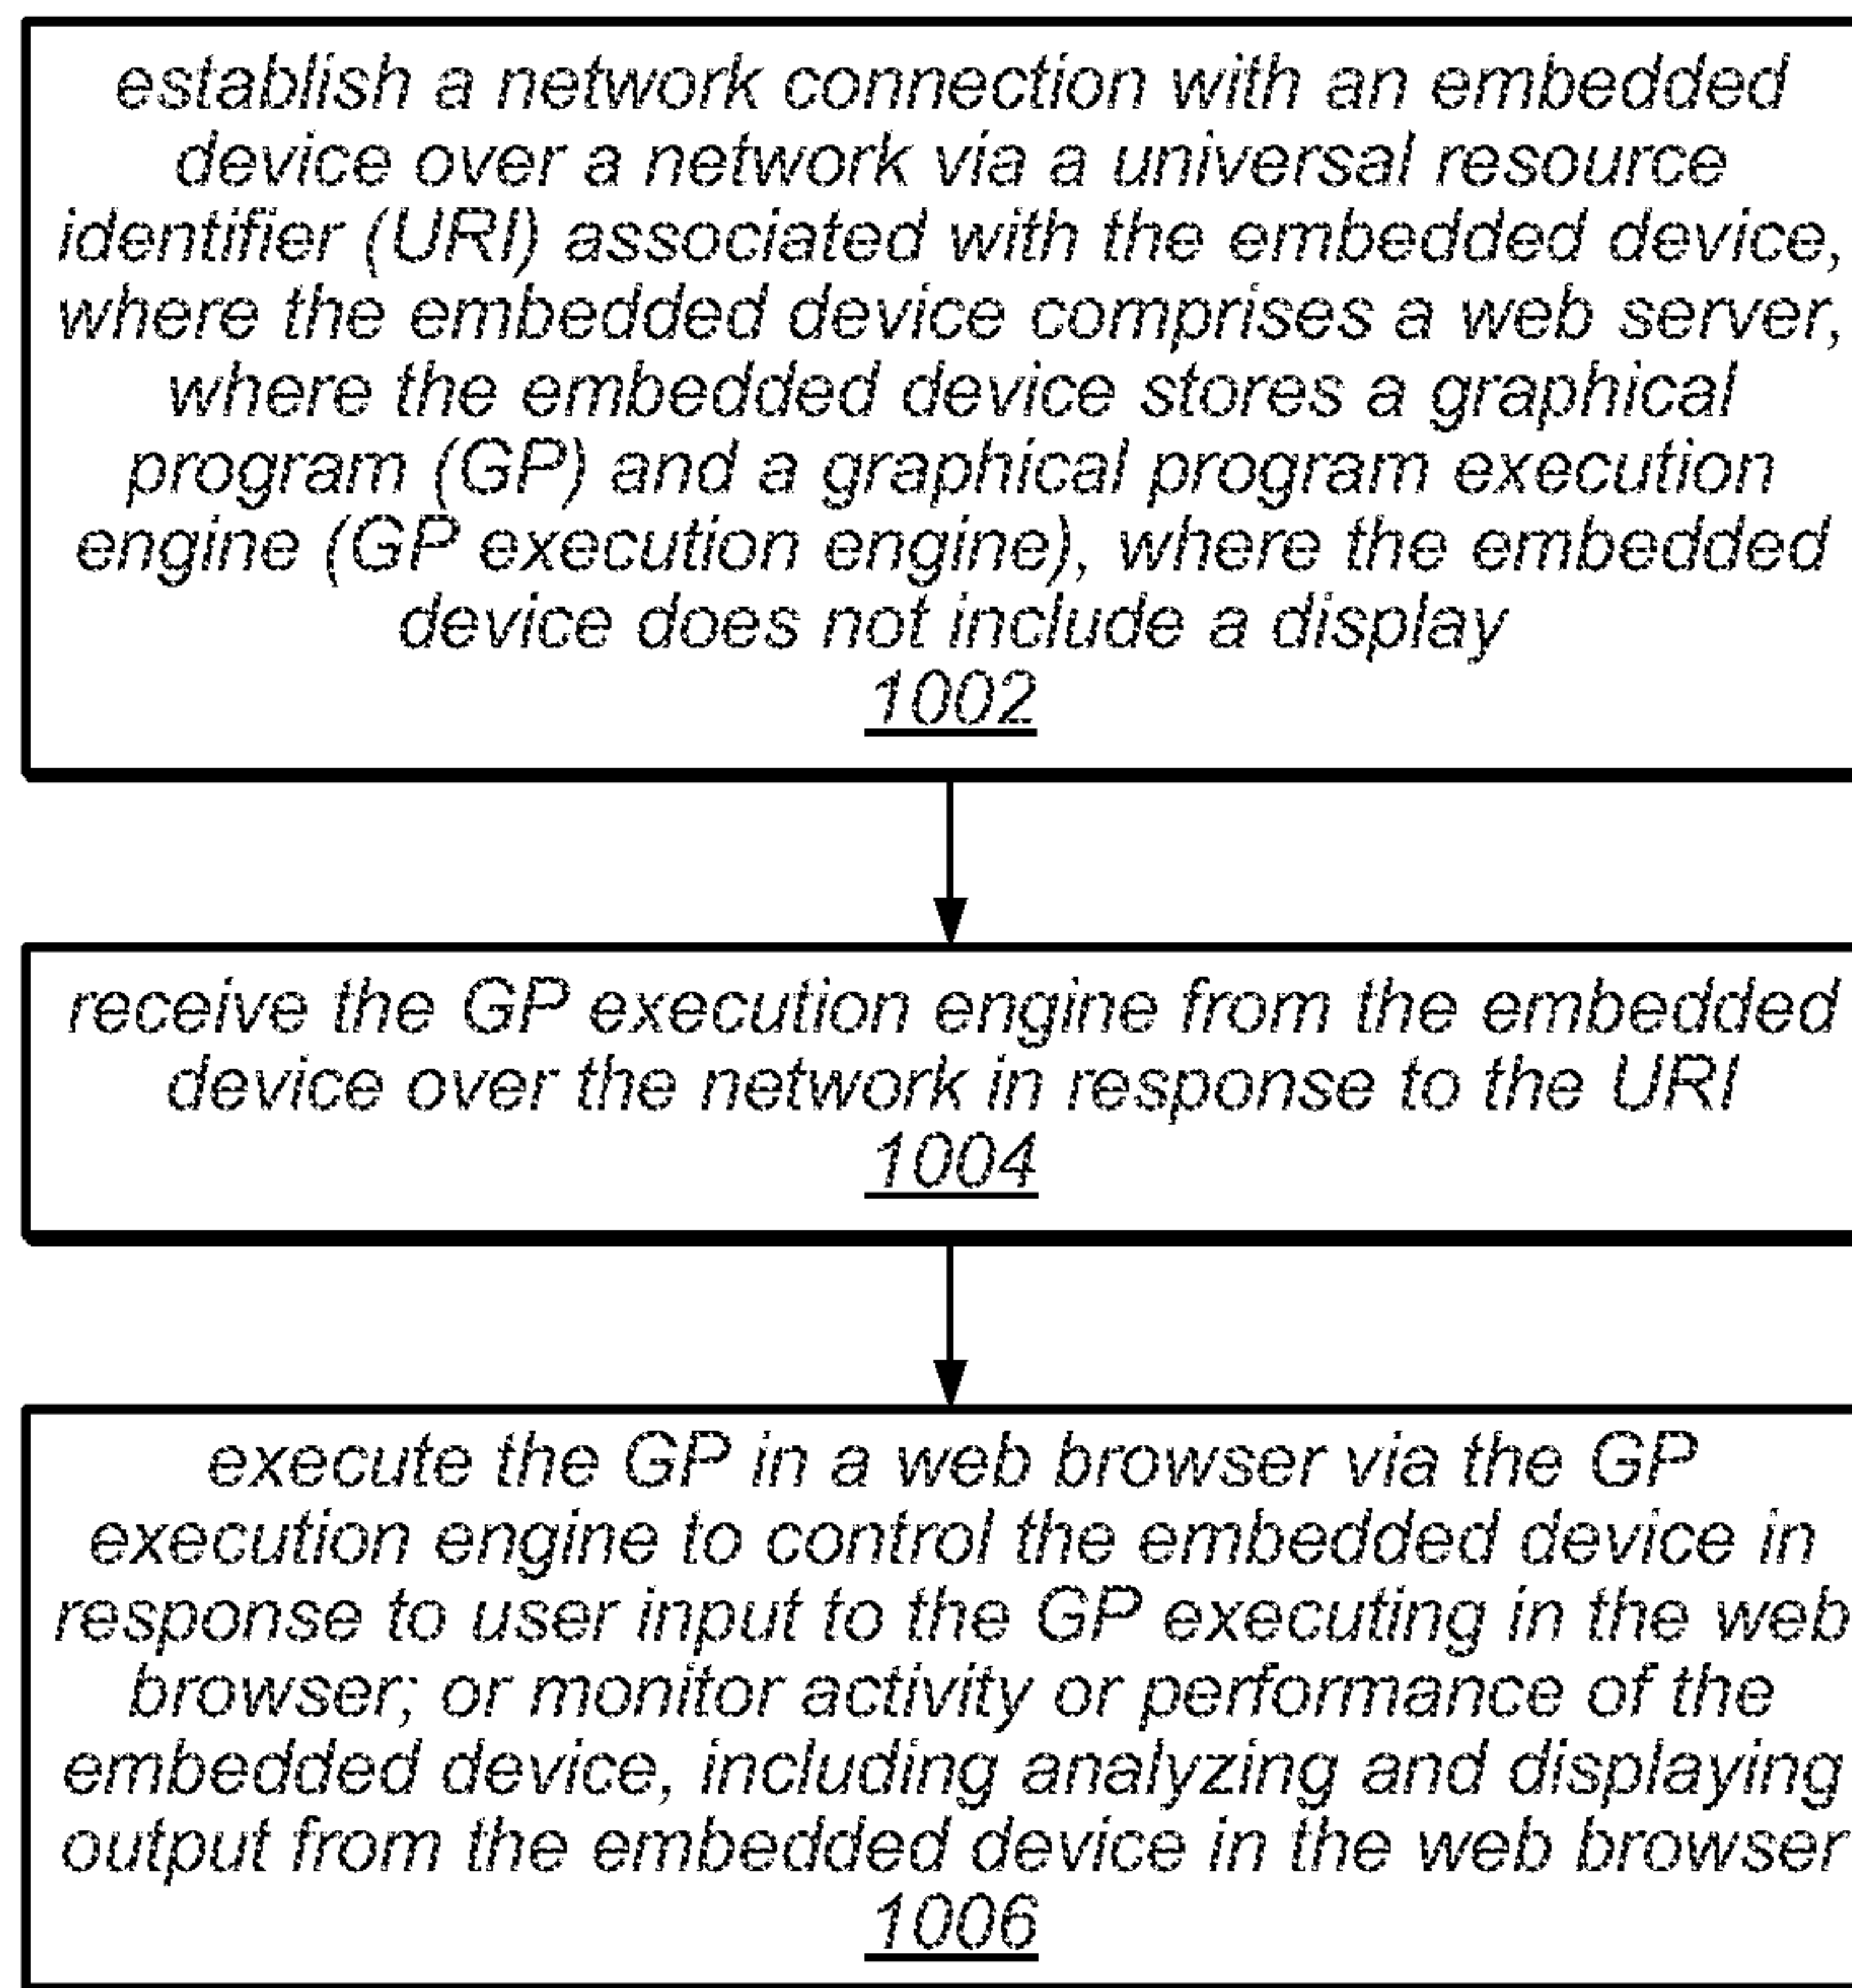 establish a network connection with an embedded
device over a network via a universal resource
identifier (URI) associated with the embedded device,
where the embedded device comprises a web server,
where the embedded device stores a graphical
program (GP) and a graphical program execution
engine (GP execution engine), where the embedded
device does not include a display
1002
receive the GP execution engine from the embedded
device over the network in response to the URI
1004
execute the GP in a web browser via the GP
execution engine to control the embedded device in
response to user input to the GP executing in the web
browser; or monitor activity or performance of the
embedded device, including analyzing and displaying
output from the embedded device in the web browser
1006